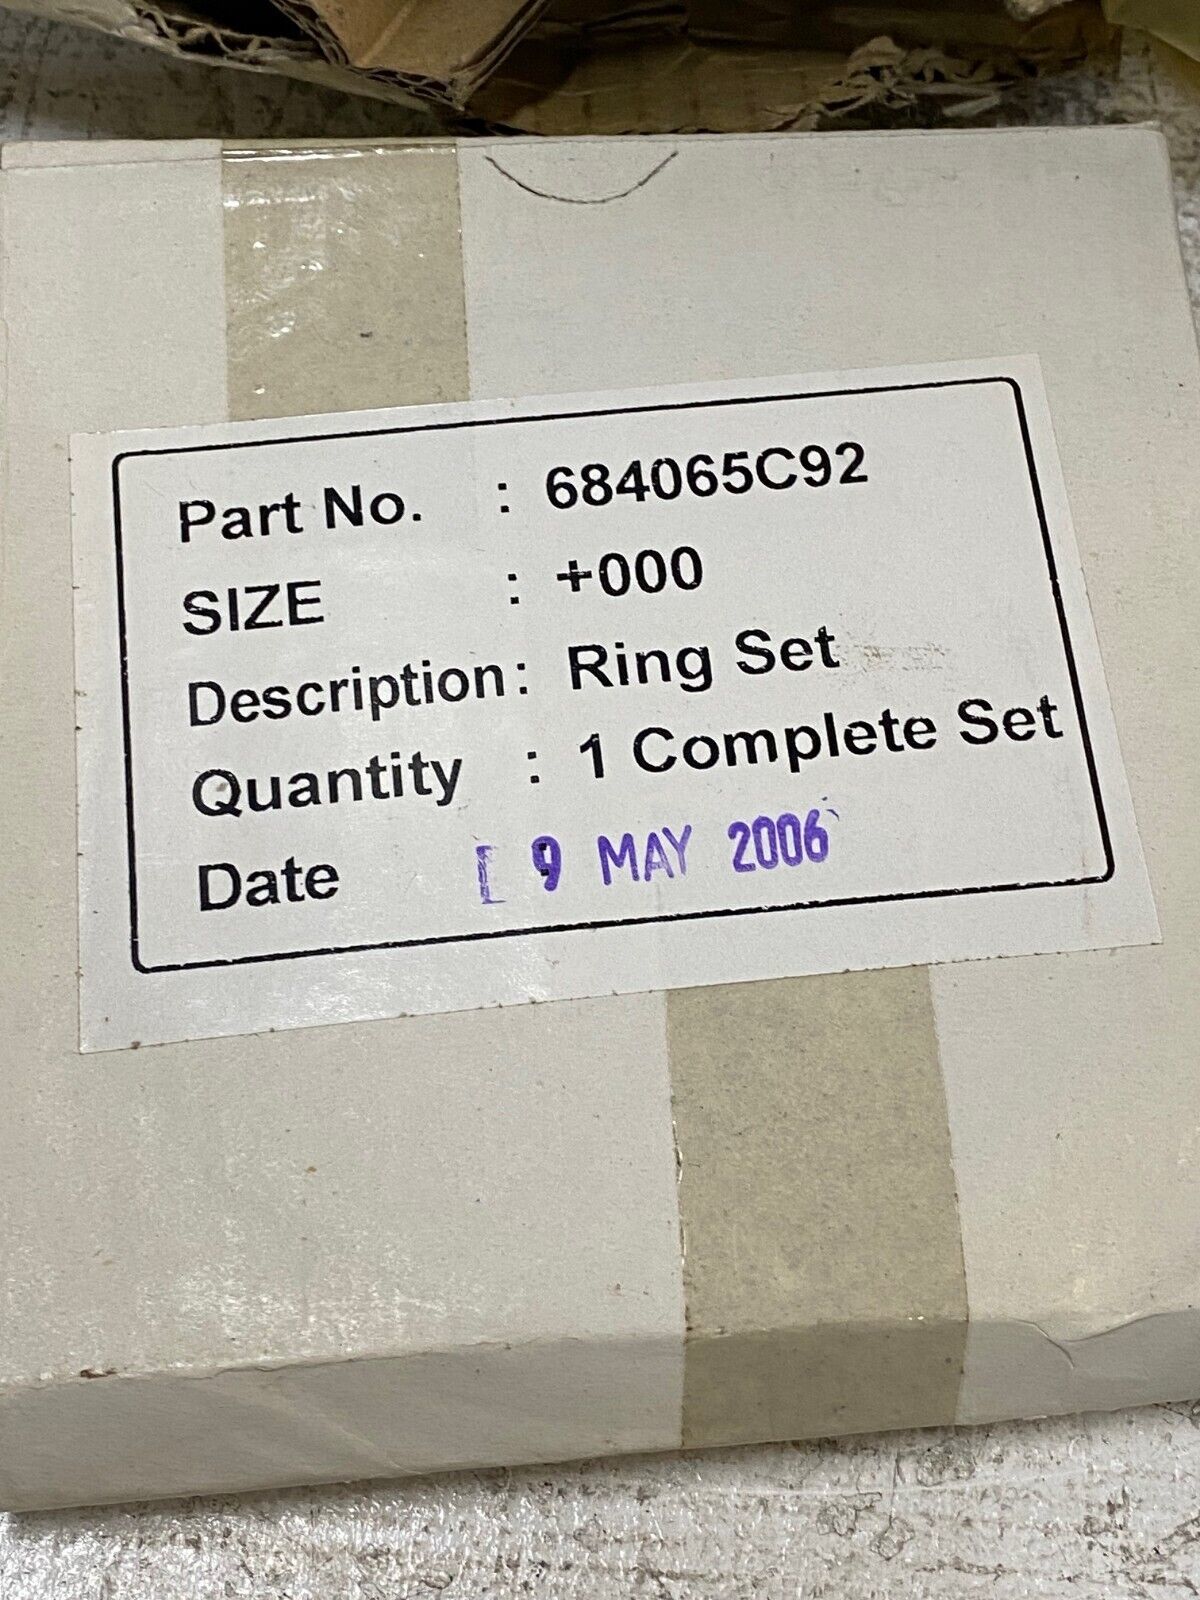 Part No. : 684065C92
SIZE : +000
Description: Ring Set
Quantity : 1 Complete Set
Date [ 9 MAY 2006